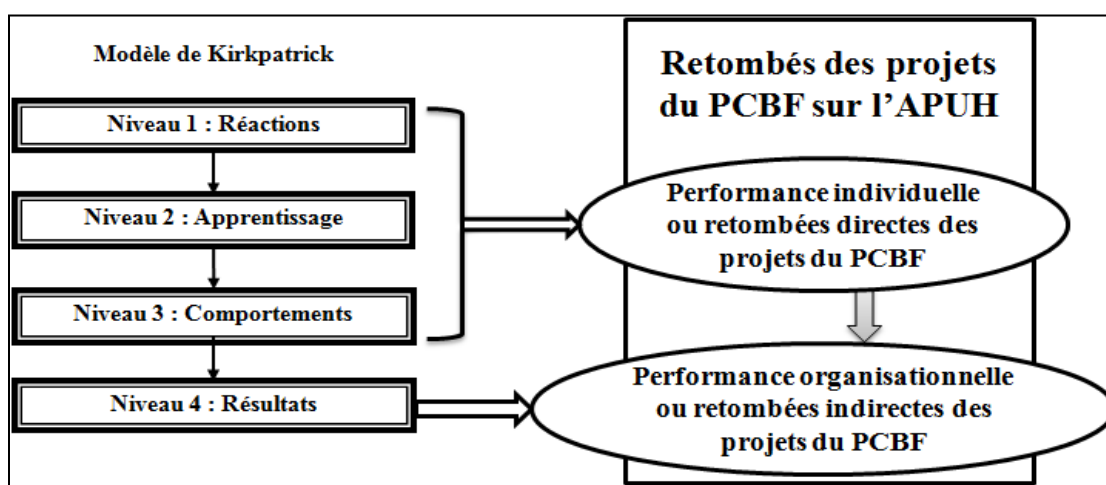 Modèle de Kirkpatrick
Niveau 1 : Réactions
Niveau 2 : Apprentissage
Niveau 3 : Comportements
Niveau 4 : Résultats
Retombés des projets
du PCBF sur l’APUH
Performance individuelle
ou retombées directes des
projets du PCBF
Performance organisationnelle
ou retombées indirectes des
projets du PCBF